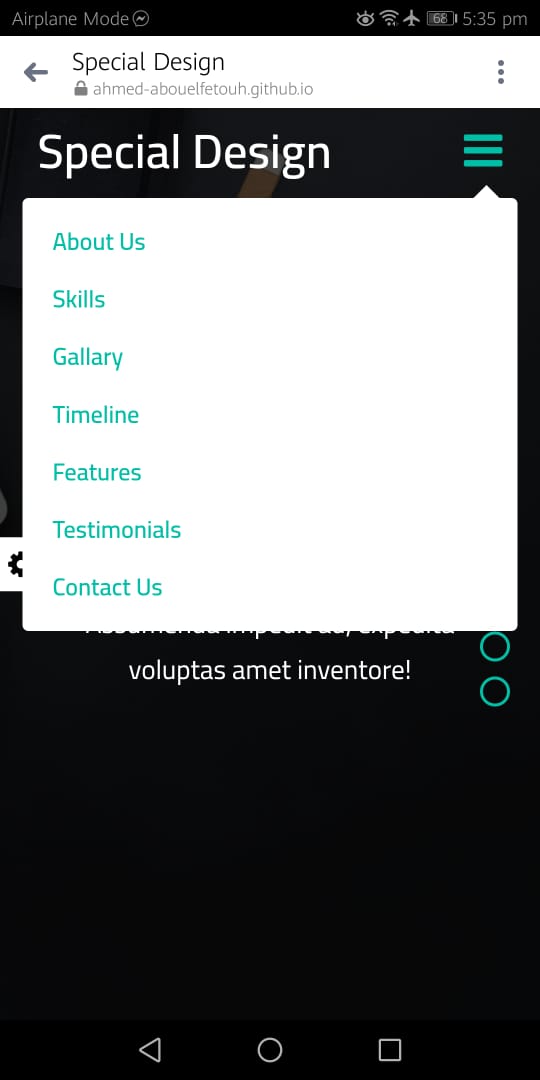 Airplane Mode
68 5:35 pm
Special Design
ahmed-abouelfetouh.github.io
Special Design
About Us
Skills
Gallary
Timeline
Features
Testimonials
Contact Us
voluptas amet inventore!